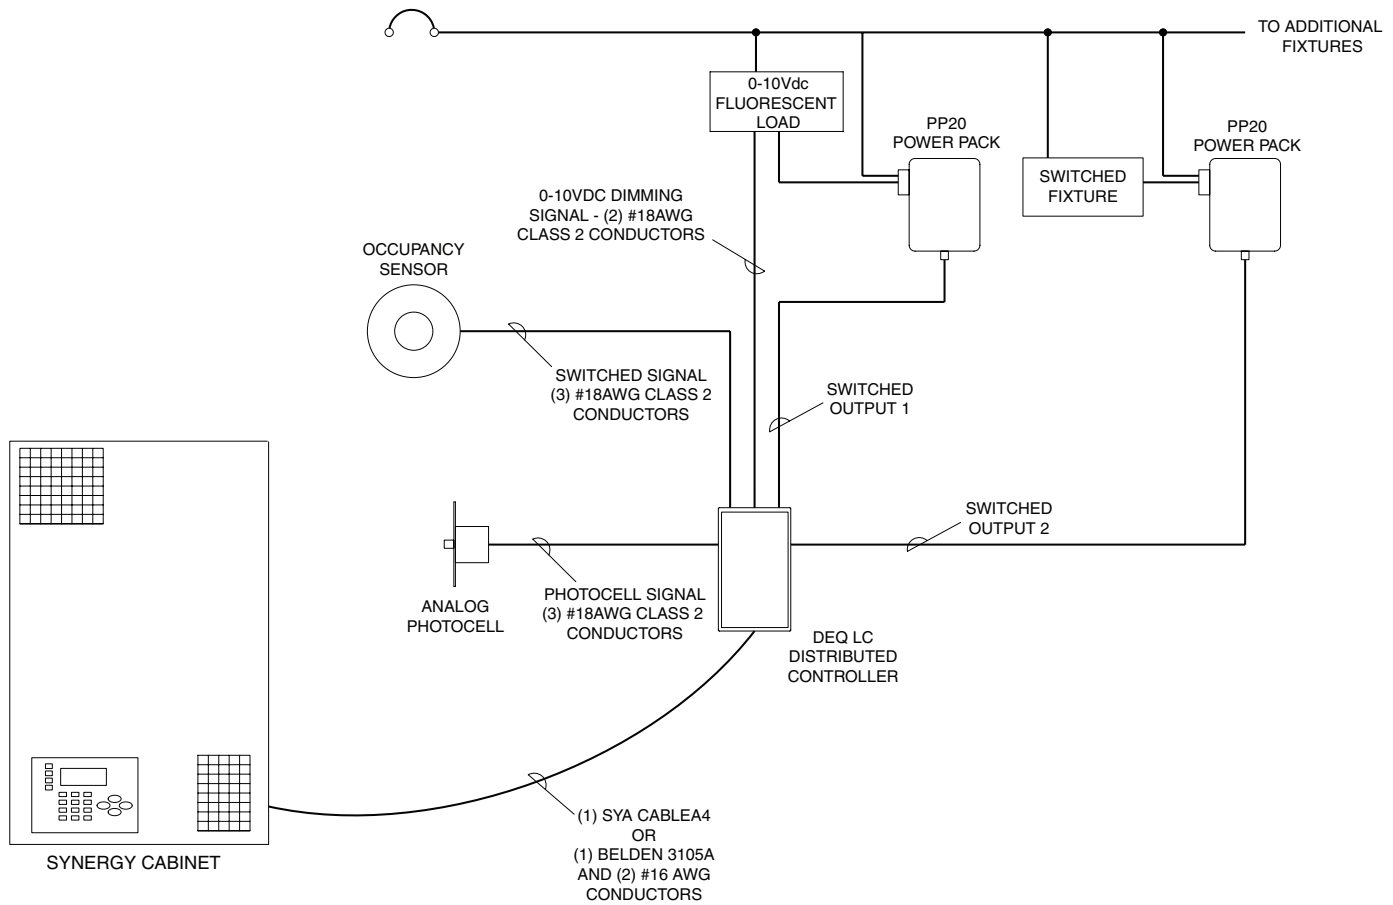 TO ADDITIONAL
FIXTURES
0-10Vdc
FLUORESCENT
LOAD
PP20
POWER PACK
PP20
POWER PACK
SWITCHED
FIXTURE
0-10VDC DIMMING
SIGNAL - (2) #18AWG
CLASS 2 CONDUCTORS
OCCUPANCY
SENSOR
SWITCHED SIGNAL
(3) #18AWG CLASS 2
CONDUCTORS
SWITCHED
OUTPUT 1
SWITCHED
OUTPUT 2
ANALOG
PHOTOCELL
PHOTOCELL SIGNAL
(3) #18AWG CLASS 2
CONDUCTORS
DEQ LC
DISTRIBUTED
CONTROLLER
(1) SYA CABLEA4
OR
(1) BELDEN 3105A
AND (2) #16 AWG
CONDUCTORS
SYNERGY CABINET